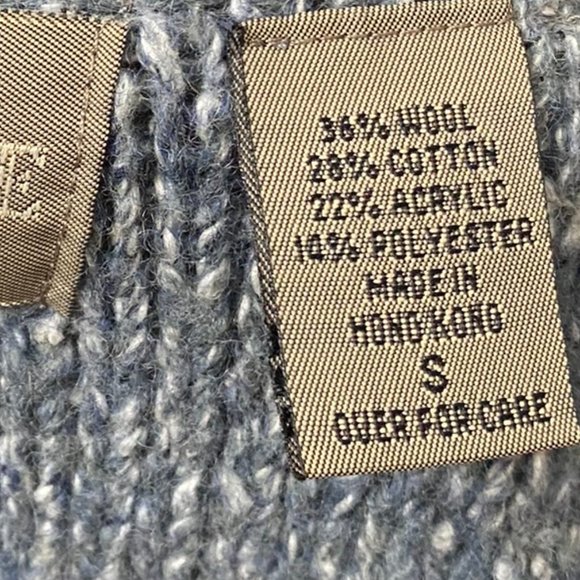 E
36% WOOL
28% COTTON
22% ACRYLIC
14% POLYESTER
MADE IN
HONG KONG
S
OVER FOR CARE